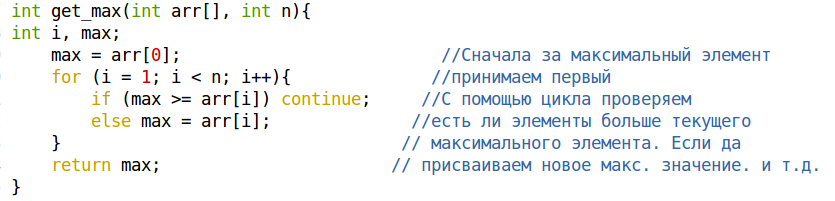 int get_max(int arr[], int n){
int i, max;
    max = arr[0];                          //Сначала за максимальный элемент
    for (i = 1; i < n; i++){              //принимаем первый
        if (max >= arr[i]) continue;     //С помощью цикла проверяем
        else max = arr[i];              //есть ли элементы больше текущего
    }                                  // максимального элемента. Если да
    return max;                       // присваиваем новое макс. значение. и т.д.
}